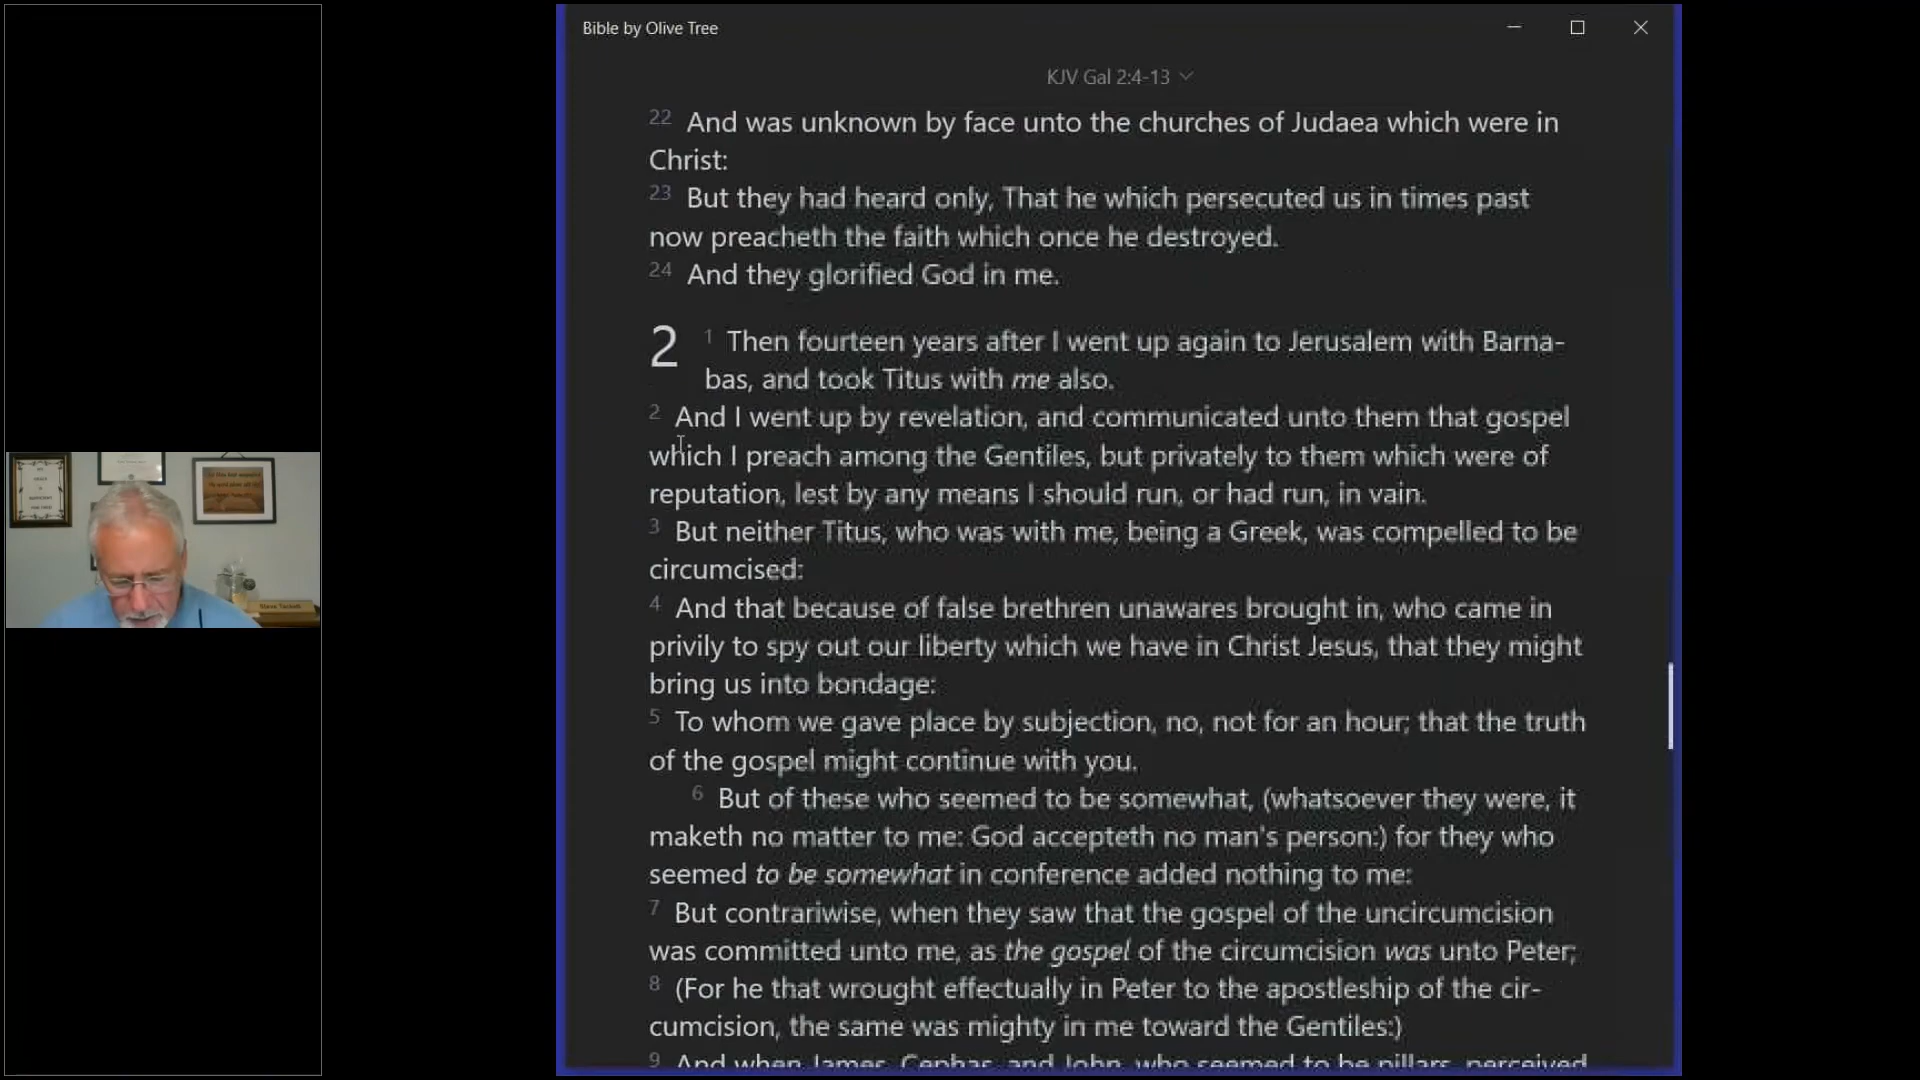 Bible by Olive Tree
KJV Gal 2:4-13
22 And was unknown by face unto the churches of Judaea which were in
Christ:
23 But they had heard only, That he which persecuted us in times past
now preacheth the faith which once he destroyed.
24 And they glorified God in me.
2 1 Then fourteen years after I went up again to Jerusalem with Barna-
bas, and took Titus with me also.
2 And I went up by revelation, and communicated unto them that gospel
which I preach among the Gentiles, but privately to them which were of
reputation, lest by any means I should run, or had run, in vain.
3 But neither Titus, who was with me, being a Greek, was compelled to be
circumcised:
4 And that because of false brethren unawares brought in, who came in
privily to spy out our liberty which we have in Christ Jesus, that they might
bring us into bondage:
5 To whom we gave place by subjection, no, not for an hour; that the truth
of the gospel might continue with you.
6 But of these who seemed to be somewhat, (whatsoever they were, it
maketh no matter to me: God accepteth no man's person:) for they who
seemed to be somewhat in conference added nothing to me:
7 But contrariwise, when they saw that the gospel of the uncircumcision
was committed unto me, as the gospel of the circumcision was unto Peter;
8 (For he that wrought effectually in Peter to the apostleship of the cir-
cumcision, the same was mighty in me toward the Gentiles:)
9 And when James, Cephas, and John, who seemed to be pillars, perceived